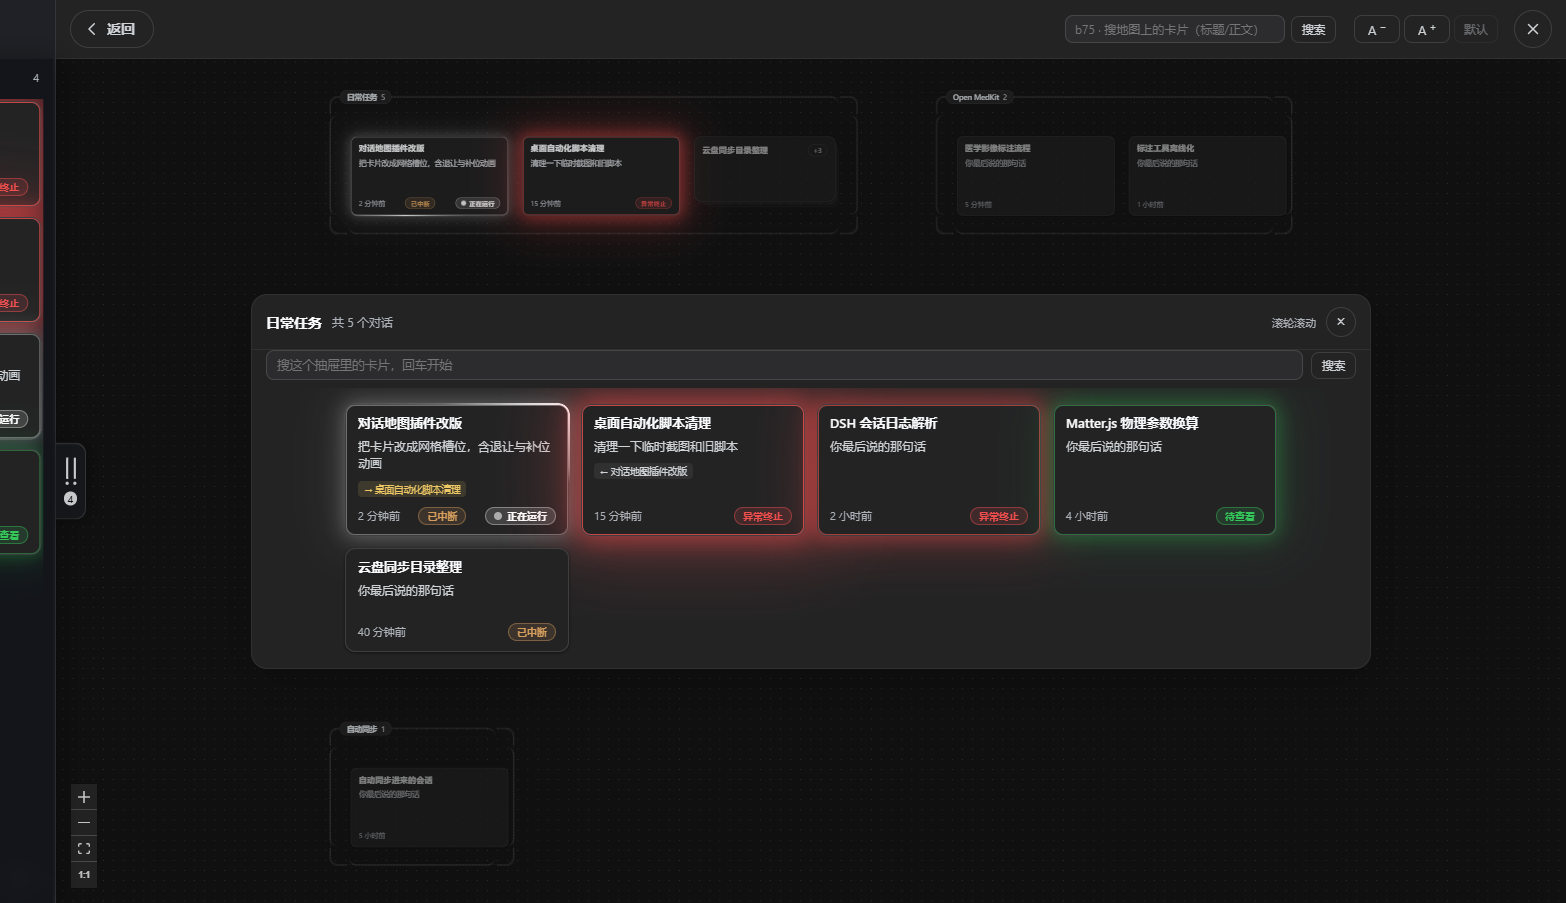 返回
b75 · 搜地图上的卡片（标题/正文）
搜索
A⁻
A⁺
默认
4
终止
终止
动画
运行
查看
4
日常任务 5
对话地图插件改版
把卡片改成网格槽位，含退让与补位动画
2 分钟前
已中断
正在运行
桌面自动化脚本清理
清理一下临时截图和旧脚本
15 分钟前
异常终止
云盘同步目录整理
+3
Open MedKit 2
医学影像标注流程
你最后说的那句话
5 分钟前
标注工具离线化
你最后说的那句话
1 小时前
日常任务 共 5 个对话
滚轮滚动
搜这个抽屉里的卡片，回车开始
搜索
对话地图插件改版
把卡片改成网格槽位，含退让与补位
动画
→ 桌面自动化脚本清理
2 分钟前
已中断
正在运行
桌面自动化脚本清理
清理一下临时截图和旧脚本
← 对话地图插件改版
15 分钟前
异常终止
DSH 会话日志解析
你最后说的那句话
2 小时前
异常终止
Matter.js 物理参数换算
你最后说的那句话
4 小时前
待查看
云盘同步目录整理
你最后说的那句话
40 分钟前
已中断
自动同步 1
自动同步进来的会话
你最后说的那句话
5 小时前
1:1